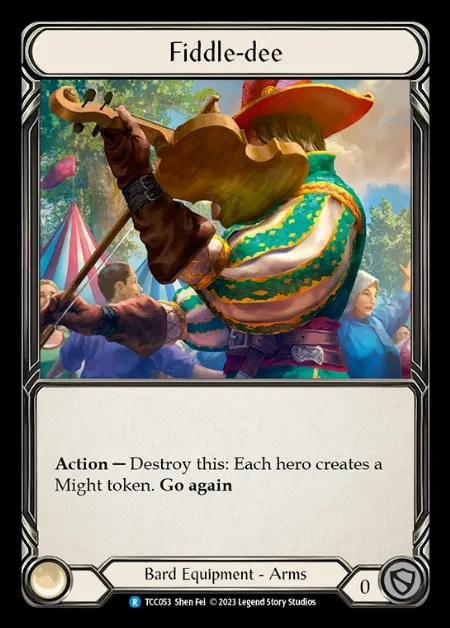 Fiddle-dee
Action — Destroy this: Each hero creates a
Might token. Go again
Bard Equipment - Arms
0
R TCC053 Shen Fei © 2023 Legend Story Studios